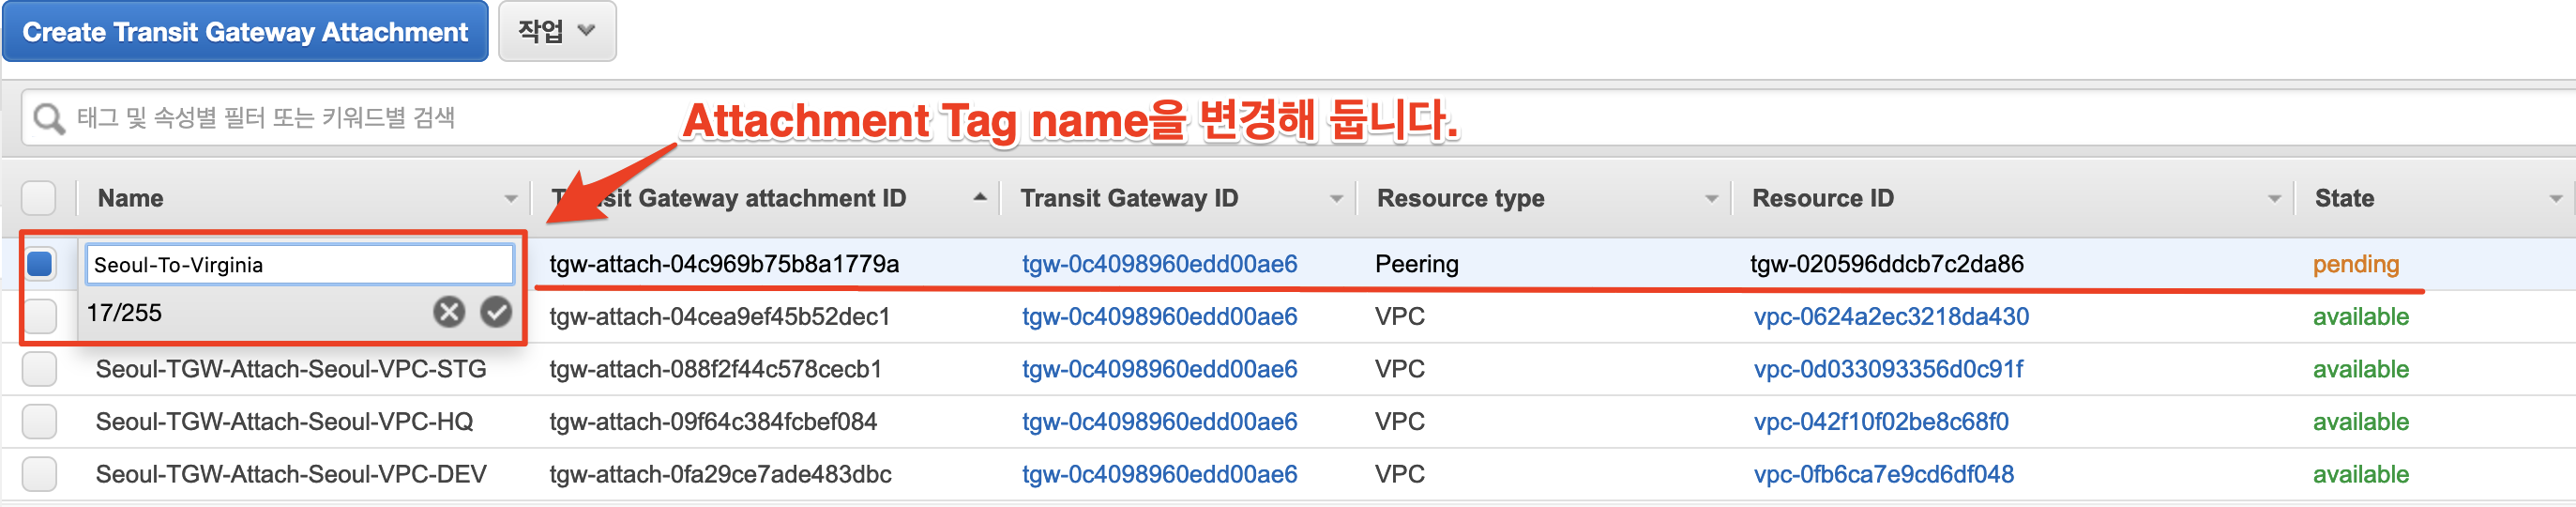 Create Transit Gateway Attachment 작업
태그 및 속성별 필터 또는 키워드별 검색
Attachment Tag name을 변경해 둡니다.
Name Transit Gateway attachment ID Transit Gateway ID Resource type Resource ID State
Seoul-To-Virginia tgw-attach-04c969b75b8a1779a tgw-0c4098960edd00ae6 Peering tgw-020596ddcb7c2da86 pending
17/255 tgw-attach-04cea9ef45b52dec1 tgw-0c4098960edd00ae6 VPC vpc-0624a2ec3218da430 available
Seoul-TGW-Attach-Seoul-VPC-STG tgw-attach-088f2f44c578cecb1 tgw-0c4098960edd00ae6 VPC vpc-0d033093356d0c91f available
Seoul-TGW-Attach-Seoul-VPC-HQ tgw-attach-09f64c384fcbef084 tgw-0c4098960edd00ae6 VPC vpc-042f10f02be8c68f0 available
Seoul-TGW-Attach-Seoul-VPC-DEV tgw-attach-0fa29ce7ade483dbc tgw-0c4098960edd00ae6 VPC vpc-0fb6ca7e9cd6df048 available